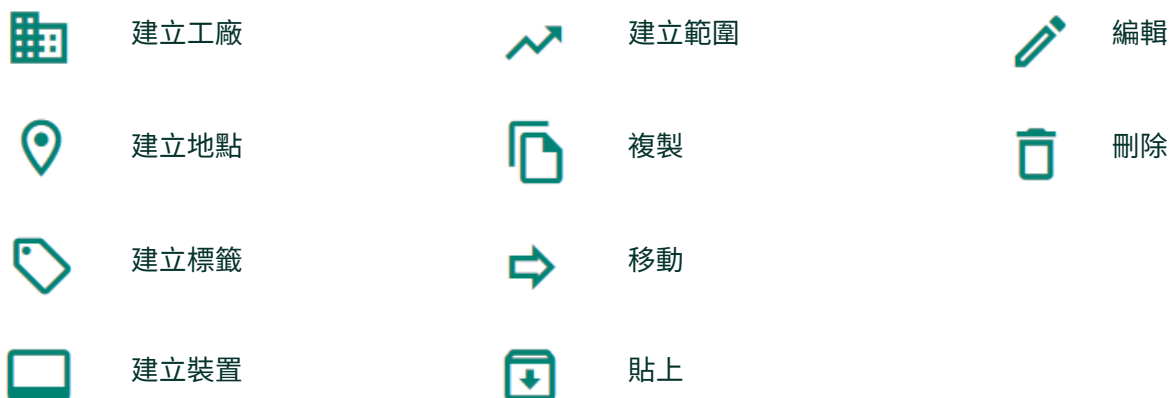 建立工廠
建立地點
建立標籤
建立裝置
建立範圍
複製
移動
貼上
編輯
刪除